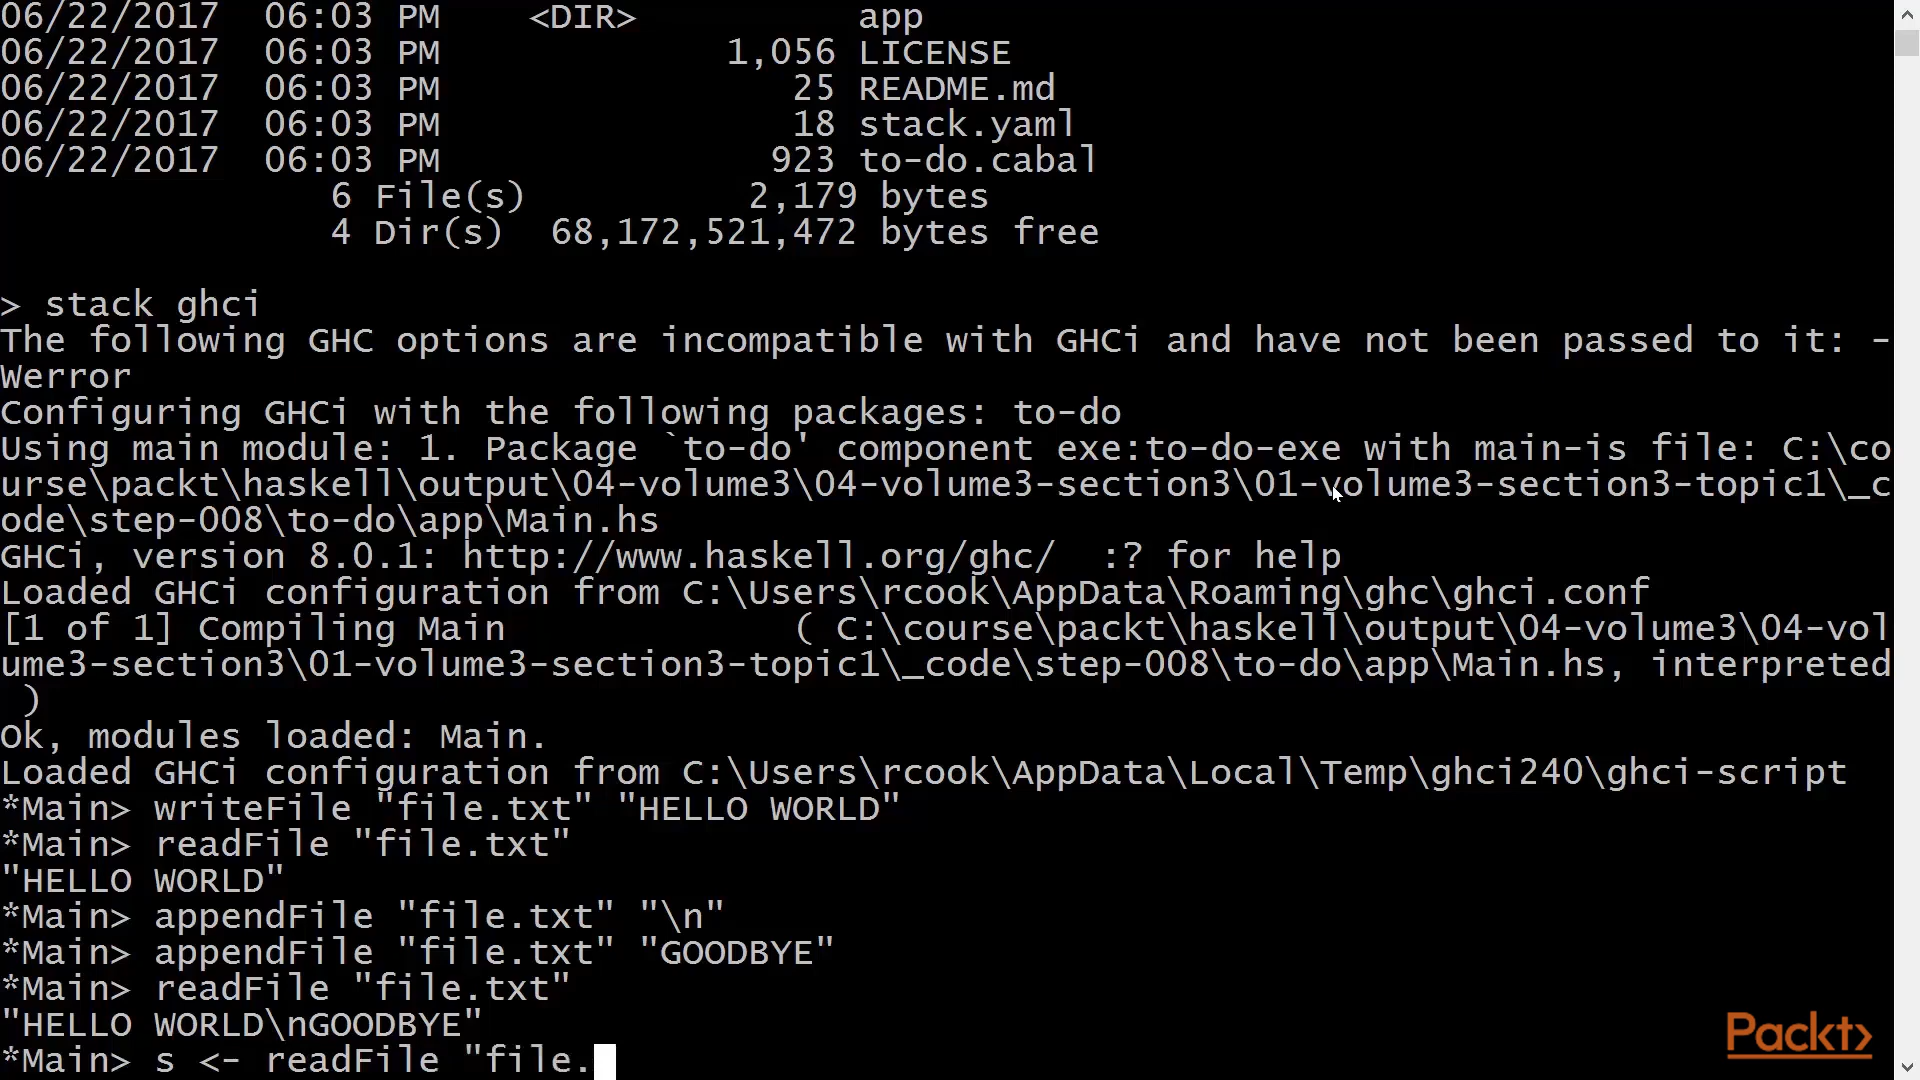 06/22/2017  06:03 PM    <DIR>          app
06/22/2017  06:03 PM             1,056 LICENSE
06/22/2017  06:03 PM                25 README.md
06/22/2017  06:03 PM                18 stack.yaml
06/22/2017  06:03 PM               923 to-do.cabal
               6 File(s)          2,179 bytes
               4 Dir(s)  68,172,521,472 bytes free
> stack ghci
The following GHC options are incompatible with GHCi and have not been passed to it: -
Werror
Configuring GHCi with the following packages: to-do
Using main module: 1. Package `to-do' component exe:to-do-exe with main-is file: C:\co
urse\packt\haskell\output\04-volume3\04-volume3-section3\01-volume3-section3-topic1\_c
ode\step-008\to-do\app\Main.hs
GHCi, version 8.0.1: http://www.haskell.org/ghc/  :? for help
Loaded GHCi configuration from C:\Users\rcook\AppData\Roaming\ghc\ghci.conf
[1 of 1] Compiling Main             ( C:\course\packt\haskell\output\04-volume3\04-vol
ume3-section3\01-volume3-section3-topic1\_code\step-008\to-do\app\Main.hs, interpreted
 )
Ok, modules loaded: Main.
Loaded GHCi configuration from C:\Users\rcook\AppData\Local\Temp\ghci240\ghci-script
*Main> writeFile "file.txt" "HELLO WORLD"
*Main> readFile "file.txt"
"HELLO WORLD"
*Main> appendFile "file.txt" "\n"
*Main> appendFile "file.txt" "GOODBYE"
*Main> readFile "file.txt"
"HELLO WORLD\nGOODBYE"
*Main> s <- readFile "file.
Packt>